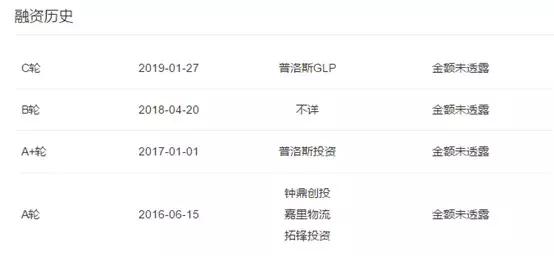 融资历史
C轮 2019-01-27 普洛斯GLP 金额未透露
B轮 2018-04-20 不详 金额未透露
A+轮 2017-01-01 普洛斯投资 金额未透露
钟鼎创投
A轮 2016-06-15 嘉里物流 金额未透露
拓锋投资